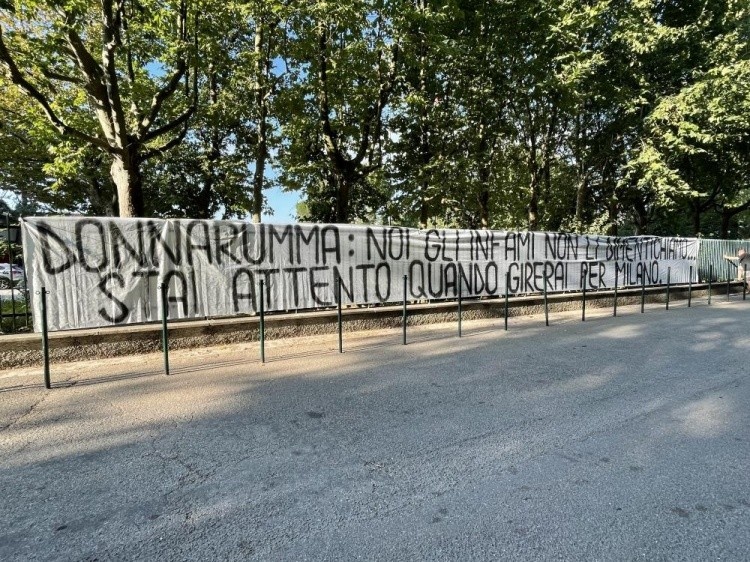 DONNARUMMA: NOI GLI INFAMI NON LI DIMENTICHIAMO...
STAI ATTENTO QUANDO GIRERAI PER MILANO